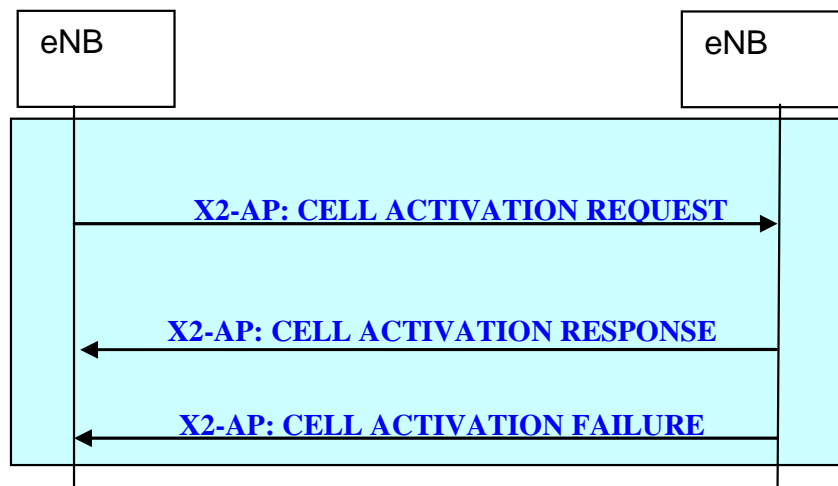 eNB
eNB
X2-AP: CELL ACTIVATION REQUEST
X2-AP: CELL ACTIVATION RESPONSE
X2-AP: CELL ACTIVATION FAILURE